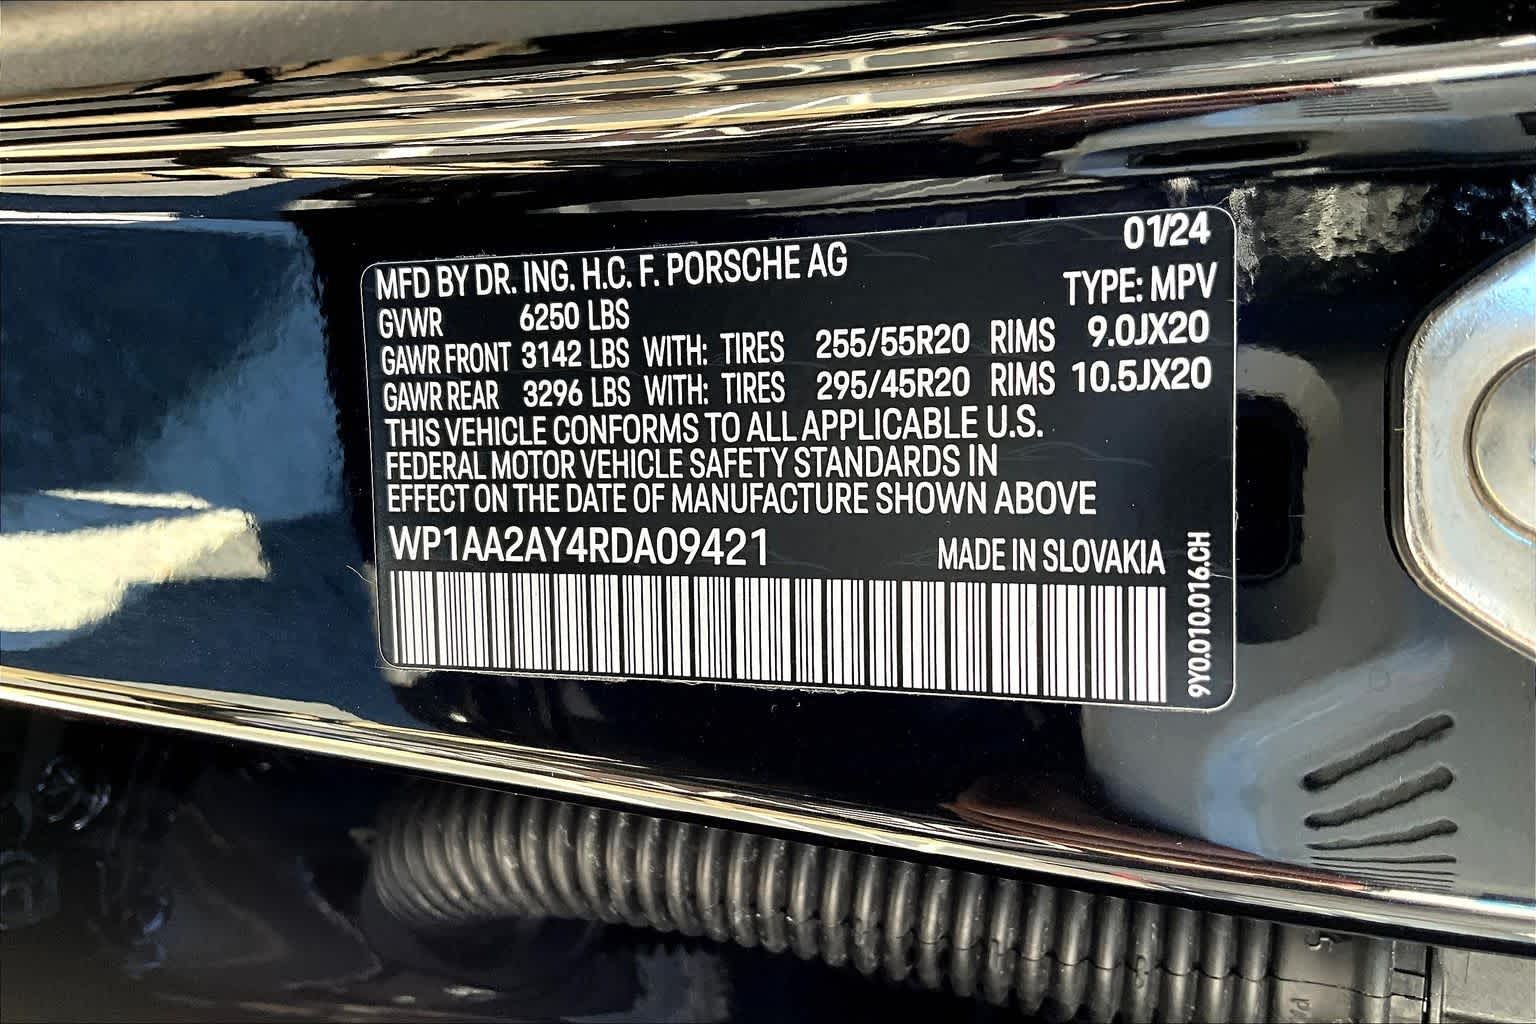 01/24
MFD BY DR. ING. H.C. F. PORSCHE AG
TYPE: MPV
GVWR 6250 LBS
GAWR FRONT 3142 LBS WITH: TIRES 255/55R20 RIMS 9.0JX20
GAWR REAR 3296 LBS WITH: TIRES 295/45R20 RIMS 10.5JX20
THIS VEHICLE CONFORMS TO ALL APPLICABLE U.S.
FEDERAL MOTOR VEHICLE SAFETY STANDARDS IN
EFFECT ON THE DATE OF MANUFACTURE SHOWN ABOVE
WP1AA2AY4RDA09421 MADE IN SLOVAKIA
9Y0.010.016.CH